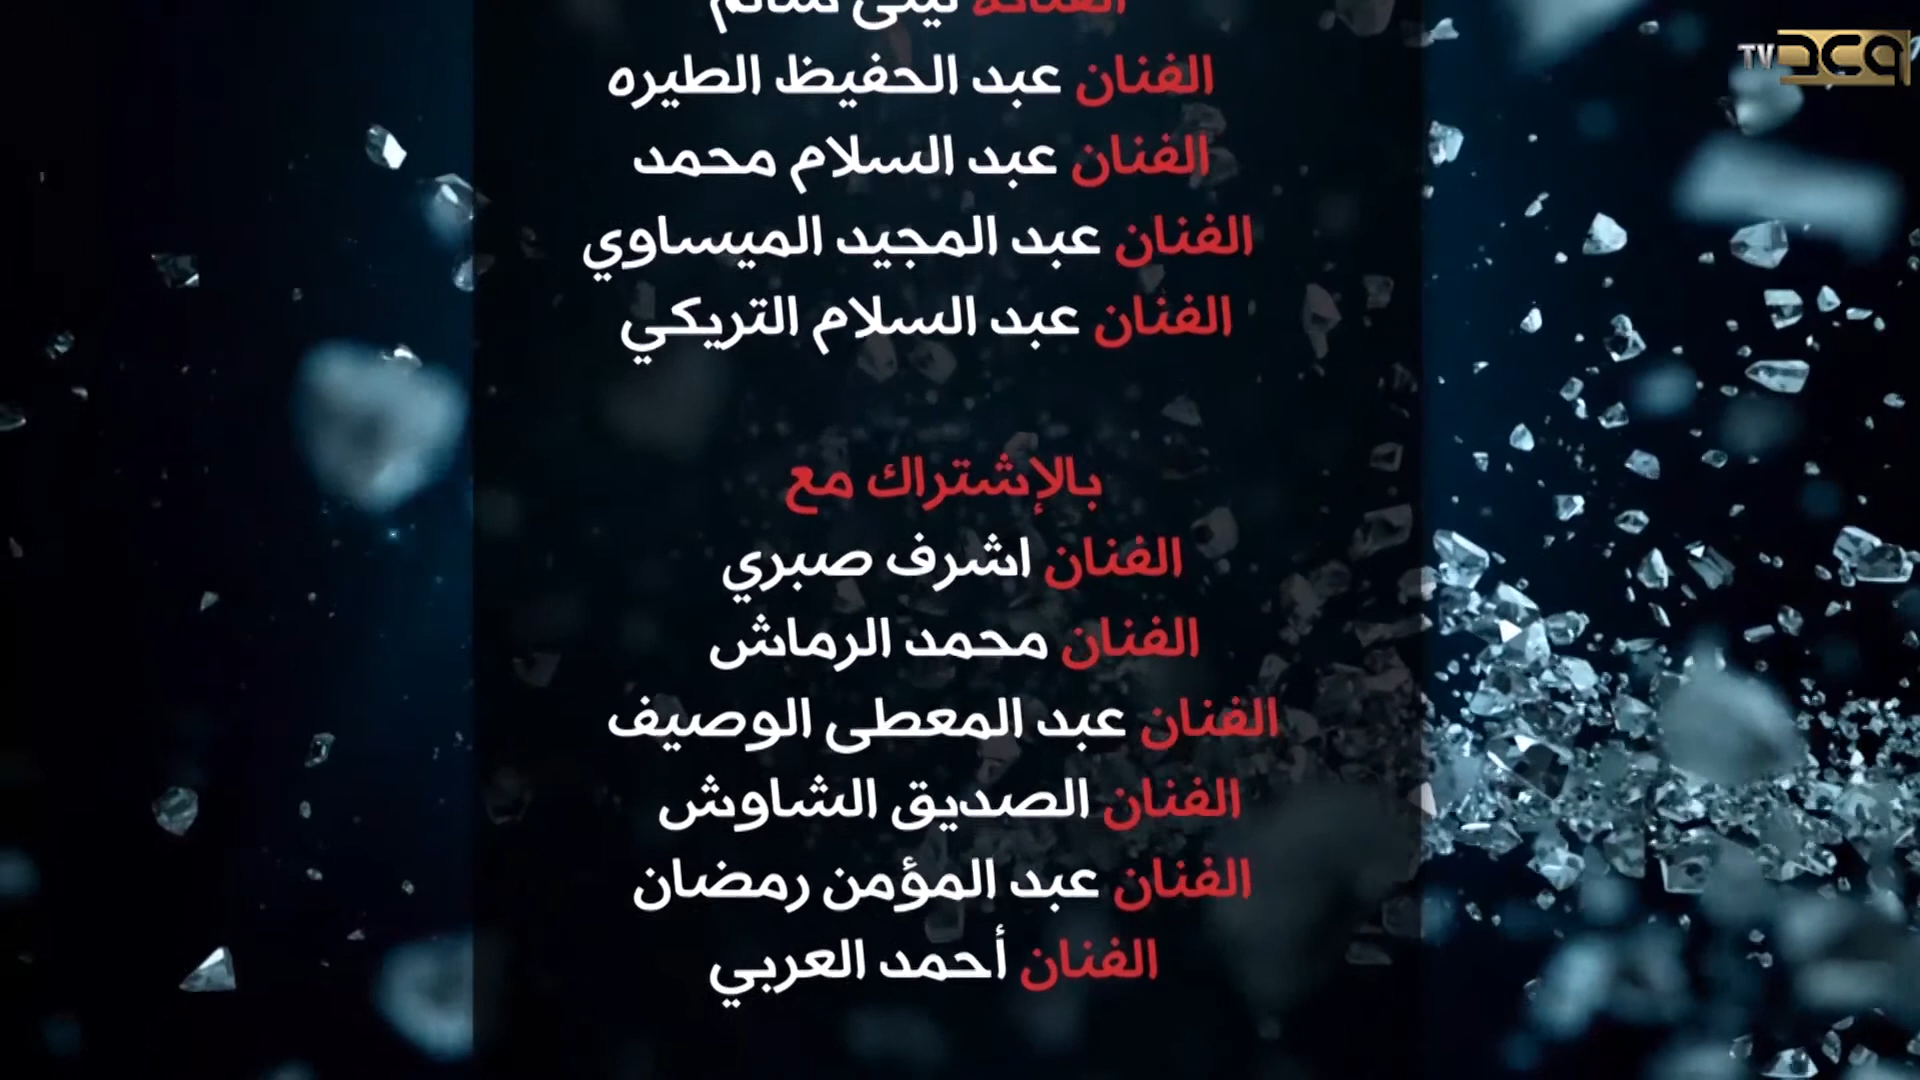 TV وعد
الفنان عبد الحفيظ الطيره
الفنان عبد السلام محمد
الفنان عبد المجيد الميساوي
الفنان عبد السلام التريكي
بالإشتراك مع
الفنان اشرف صبري
الفنان محمد الرماش
الفنان عبد المعطى الوصيف
الفنان الصديق الشاوش
الفنان عبد المؤمن رمضان
الفنان أحمد العربي